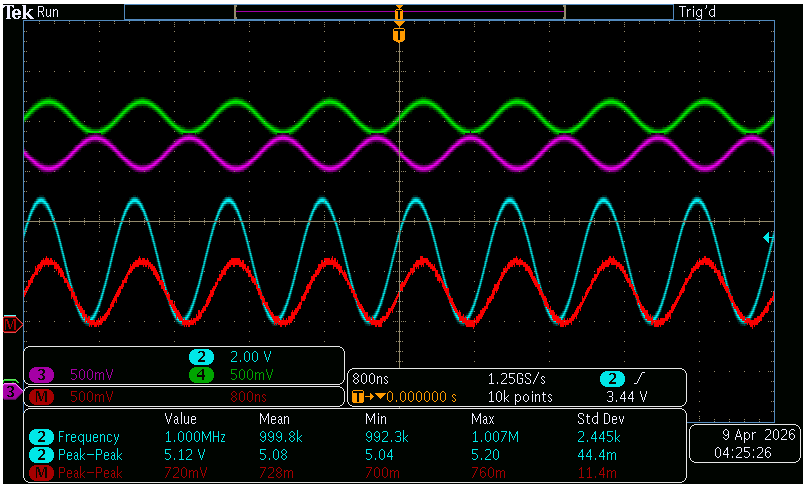 Tek Run Trig'd
T
T
M
2 2.00 V
3 500mV 4 500mV
M 500mV 800ns
3
800ns 1.25GS/s 2
T 0.000000 s 10k points 3.44 V
Value Mean Min Max Std Dev
2 Frequency 1.000MHz 999.8k 992.3k 1.007M 2.445k
2 Peak-Peak 5.12 V 5.08 5.04 5.20 44.4m
M Peak-Peak 720mV 728m 700m 760m 11.4m
9 Apr 2026
04:25:26